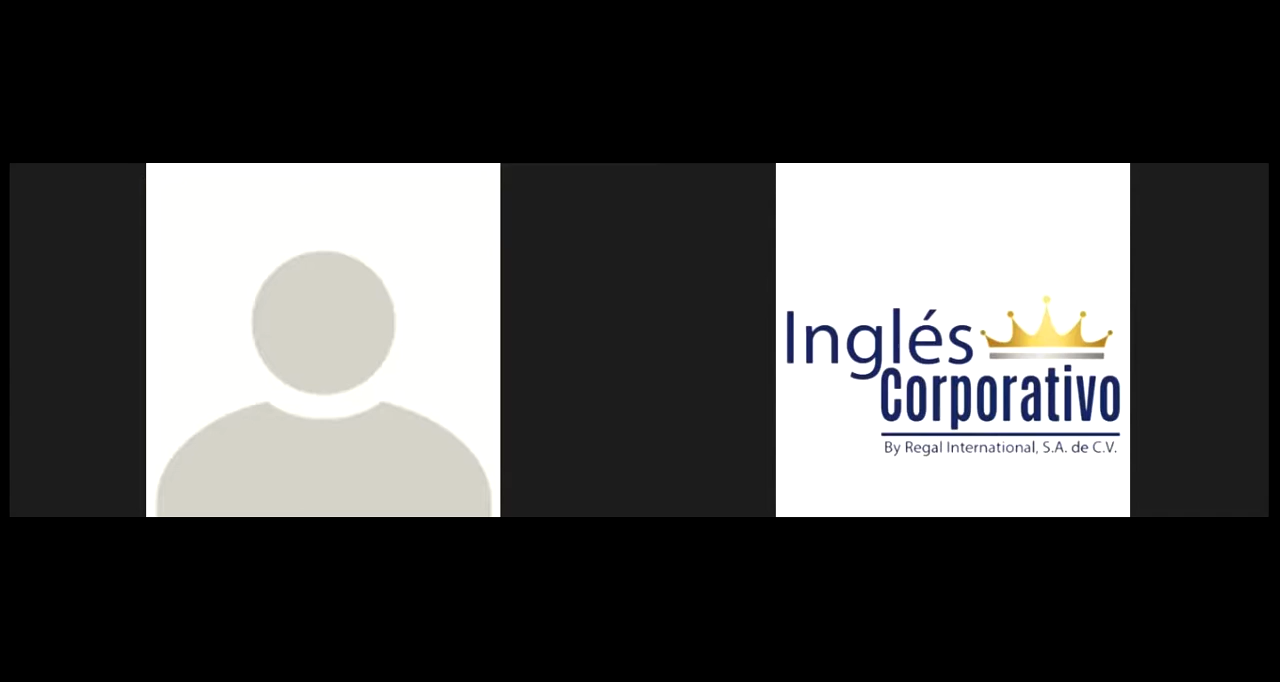 Inglés
Corporativo
By Regal International, S.A. de C.V.